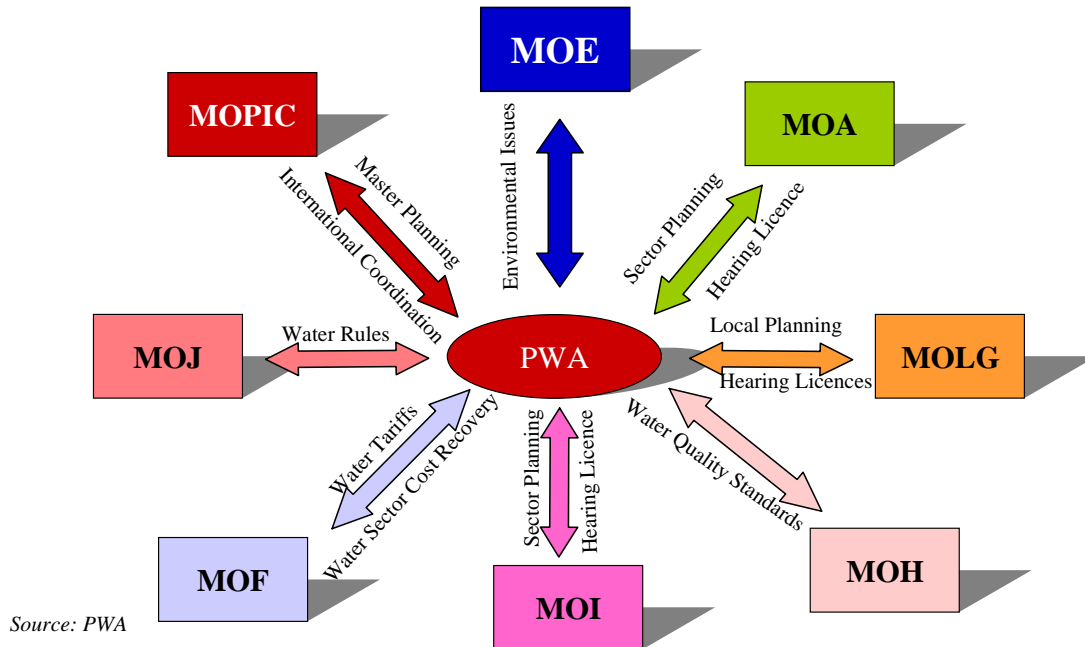 MOE
MOPIC
MOA
Environmental Issues
Master Planning
International Coordination
Sector Planning
Hearing Licence
MOJ
Water Rules
PWA
Local Planning
Hearing Licences
MOLG
Water Tariffs
Water Sector Cost Recovery
Sector Planning
Hearing Licence
Water Quality Standards
MOF
MOI
MOH
Source: PWA